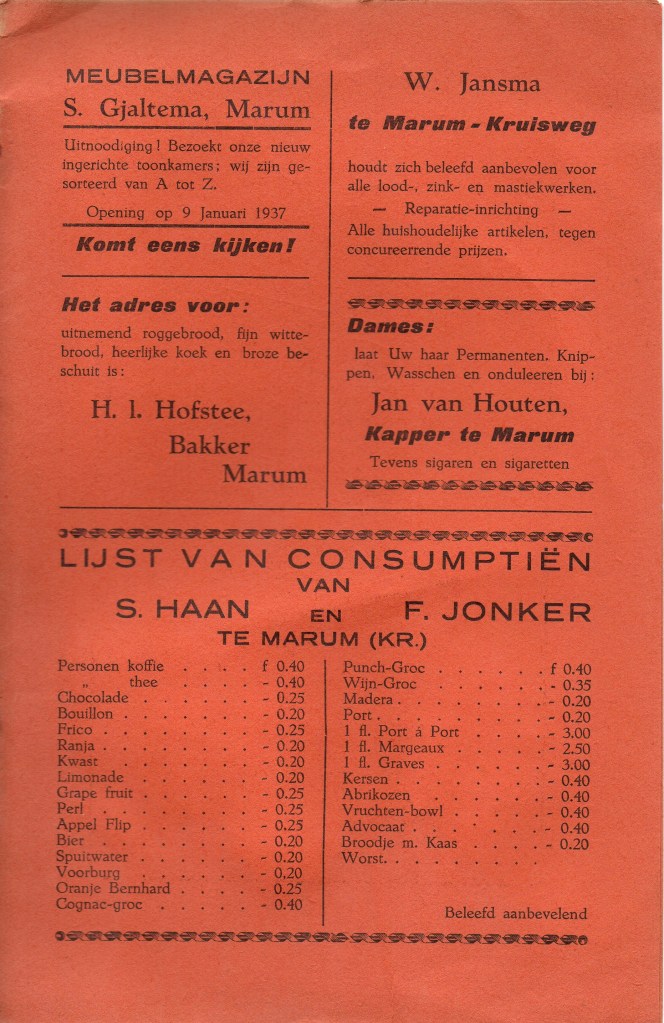 MEUBELMAGAZIJN
S. Gjaltema, Marum
Uitnoodiging! Bezoekt onze nieuw
ingerichte toonkamers; wij zijn ge-
sorteerd van A tot Z.
Opening op 9 Januari 1937
Komt eens kijken!
Het adres voor:
uitnemend roggebrood, fijn witte-
brood, heerlijke koek en broze be-
schuit is:
H. l. Hofstee,
Bakker
Marum
W. Jansma
te Marum-Kruisweg
houdt zich beleefd aanbevolen voor
alle lood-, zink- en mastiekwerken.
— Reparatie-inrichting —
Alle huishoudelijke artikelen, tegen
concureerrende prijzen.
Dames:
laat Uw haar Permanenten. Knip-
pen. Wasschen en onduleeren bij:
Jan van Houten,
Kapper te Marum
Tevens sigaren en sigaretten
LIJST VAN CONSUMPTIËN
VAN
S. HAAN EN F. JONKER
TE MARUM (KR.)
Personen koffie . . . . f 0.40
„ thee . . . . - 0.40
Chocolade . . . . . . - 0.25
Bouillon . . . . . . . - 0.20
Frico . . . . . . . . - 0.25
Ranja . . . . . . . . - 0.20
Kwast . . . . . . . - 0.20
Limonade . . . . . . - 0.20
Grape fruit . . . . . . - 0.25
Perl . . . . . . . . - 0.25
Appel Flip . . . . . . - 0.25
Bier . . . . . . . . - 0.20
Spuitwater . . . . . . - 0.20
Voorburg . . . . . . - 0,20
Oranje Bernhard . . . . - 0.25
Cognac-groc . . . . . - 0.40
Punch-Groc . . . . . . f 0.40
Wijn-Groc . . . . . . - 0.35
Madera . . . . . . . - 0.20
Port . . . . . . . . - 0.20
1 fl. Port á Port . . . . - 3.00
1 fl. Margeaux . . . . . - 2.50
1 fl. Graves . . . . . . - 3.00
Kersen . . . . . . . - 0.40
Abrikozen . . . . . . - 0.40
Vruchten-bowl . . . . . - 0.40
Advocaat . . . . . . . - 0.40
Broodje m. Kaas . . . . - 0.20
Worst. . . . . . . . .
Beleefd aanbevelend